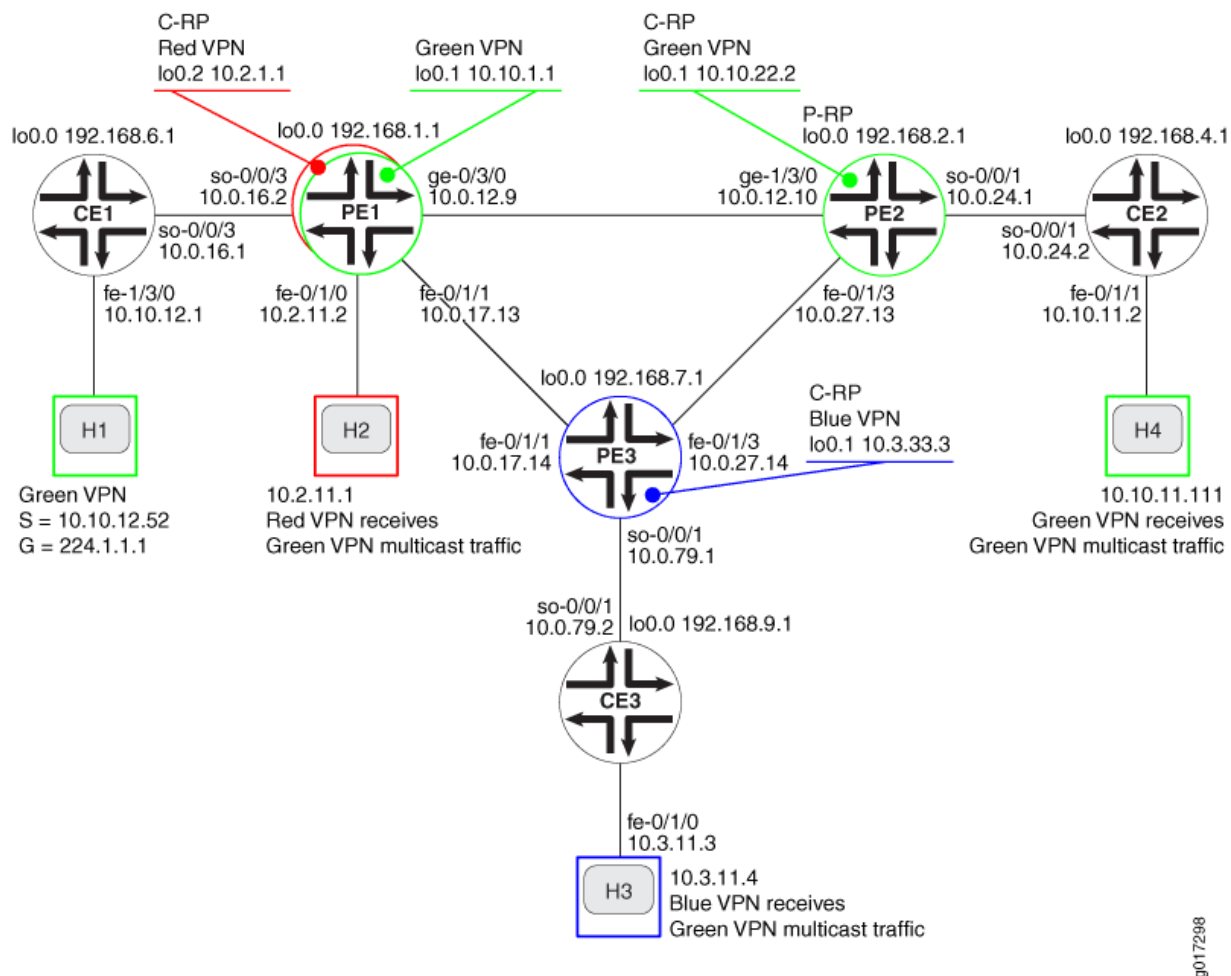 C-RP
Red VPN
lo0.2 10.2.1.1
Green VPN
lo0.1 10.10.1.1
C-RP
Green VPN
lo0.1 10.10.22.2
P-RP
lo0.0 192.168.6.1
lo0.0 192.168.1.1
lo0.0 192.168.2.1
lo0.0 192.168.4.1
CE1
so-0/0/3
10.0.16.2
PE1
ge-0/3/0
10.0.12.9
ge-1/3/0
10.0.12.10
PE2
so-0/0/1
10.0.24.1
CE2
so-0/0/3
10.0.16.1
so-0/0/1
10.0.24.2
fe-1/3/0
10.10.12.1
fe-0/1/0
10.2.11.2
fe-0/1/1
10.0.17.13
fe-0/1/3
10.0.27.13
fe-0/1/1
10.10.11.2
lo0.0 192.168.7.1
C-RP
Blue VPN
lo0.1 10.3.33.3
H1
H2
fe-0/1/1
10.0.17.14
PE3
fe-0/1/3
10.0.27.14
H4
Green VPN
S = 10.10.12.52
G = 224.1.1.1
10.2.11.1
Red VPN receives
Green VPN multicast traffic
10.10.11.111
Green VPN receives
Green VPN multicast traffic
so-0/0/1
10.0.79.1
so-0/0/1
10.0.79.2
lo0.0 192.168.9.1
CE3
fe-0/1/0
10.3.11.3
H3
10.3.11.4
Blue VPN receives
Green VPN multicast traffic
g017298